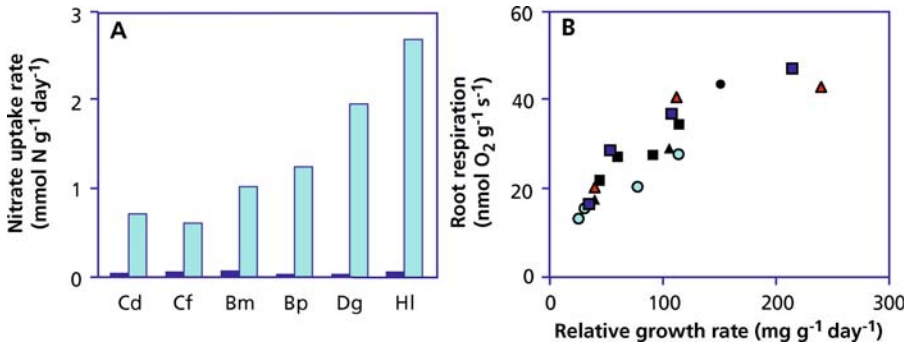 A
Nitrate uptake rate
(mmol N g⁻¹ day⁻¹)
3
2
1
0
Cd Cf Bm Bp Dg Hl
B
Root respiration
(nmol O₂ g⁻¹ s⁻¹)
60
40
20
0
0 100 200 300
Relative growth rate (mg g⁻¹ day⁻¹)